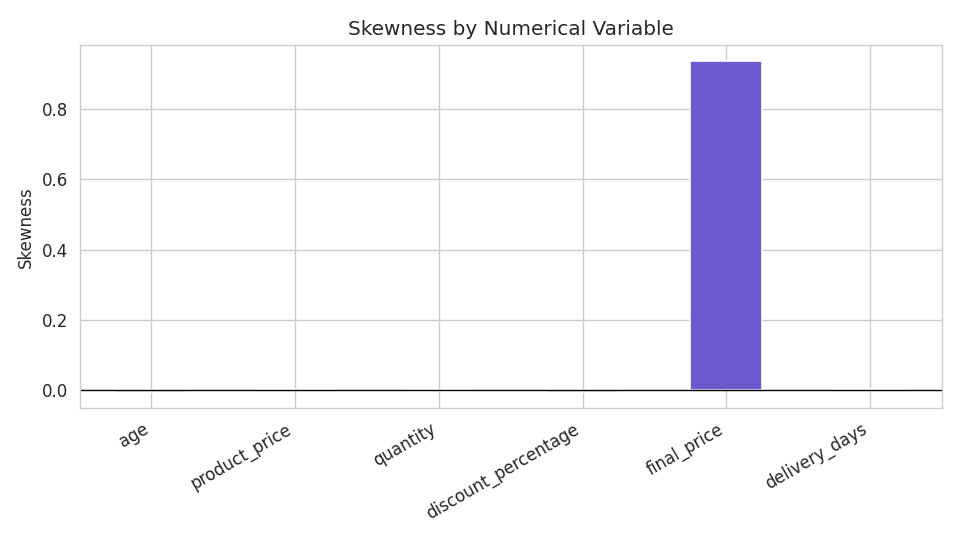 Skewness by Numerical Variable
Skewness
0.8
0.6
0.4
0.2
0.0
age
product_price
quantity
discount_percentage
final_price
delivery_days